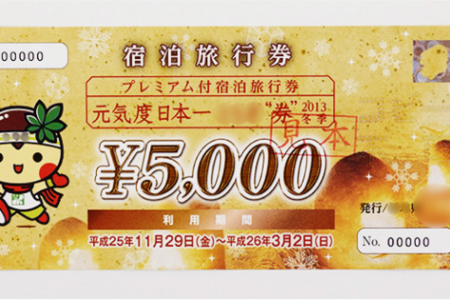 00000
宿泊旅行券
プレミアム付宿泊旅行券
元気度日本一 “券” 2013 冬季
見本
¥5,000
利用期間
平成25年11月29日(金)～平成26年3月2日(日)
発行/
No. 00000